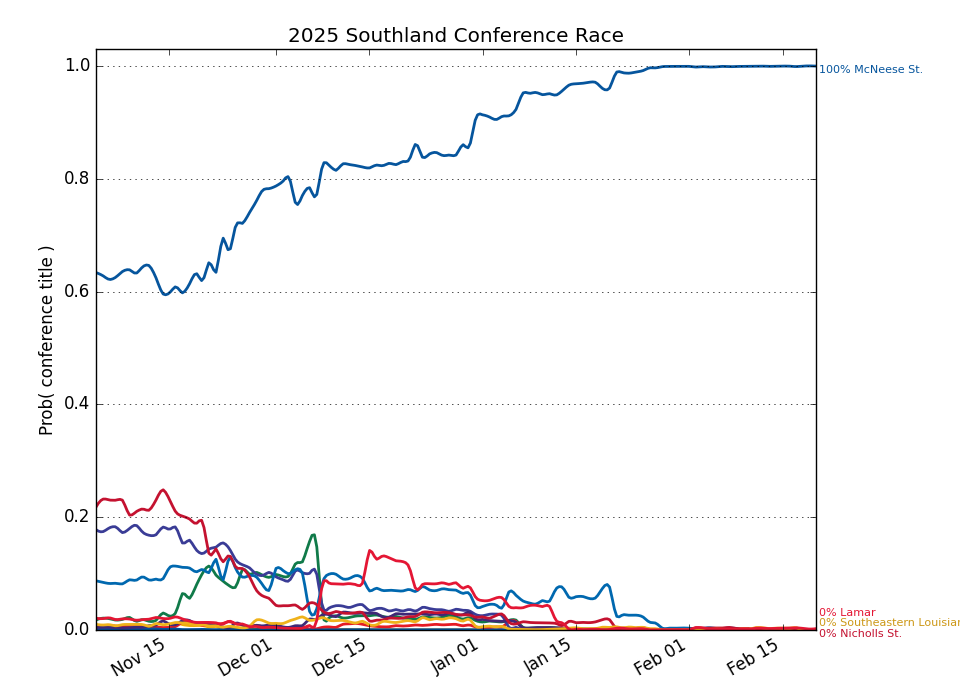 2025 Southland Conference Race
1.0
0.8
0.6
0.4
0.2
0.0
Prob( conference title )
100% McNeese St.
0% Lamar
0% Southeastern Louisian
0% Nicholls St.
Nov 15
Dec 01
Dec 15
Jan 01
Jan 15
Feb 01
Feb 15